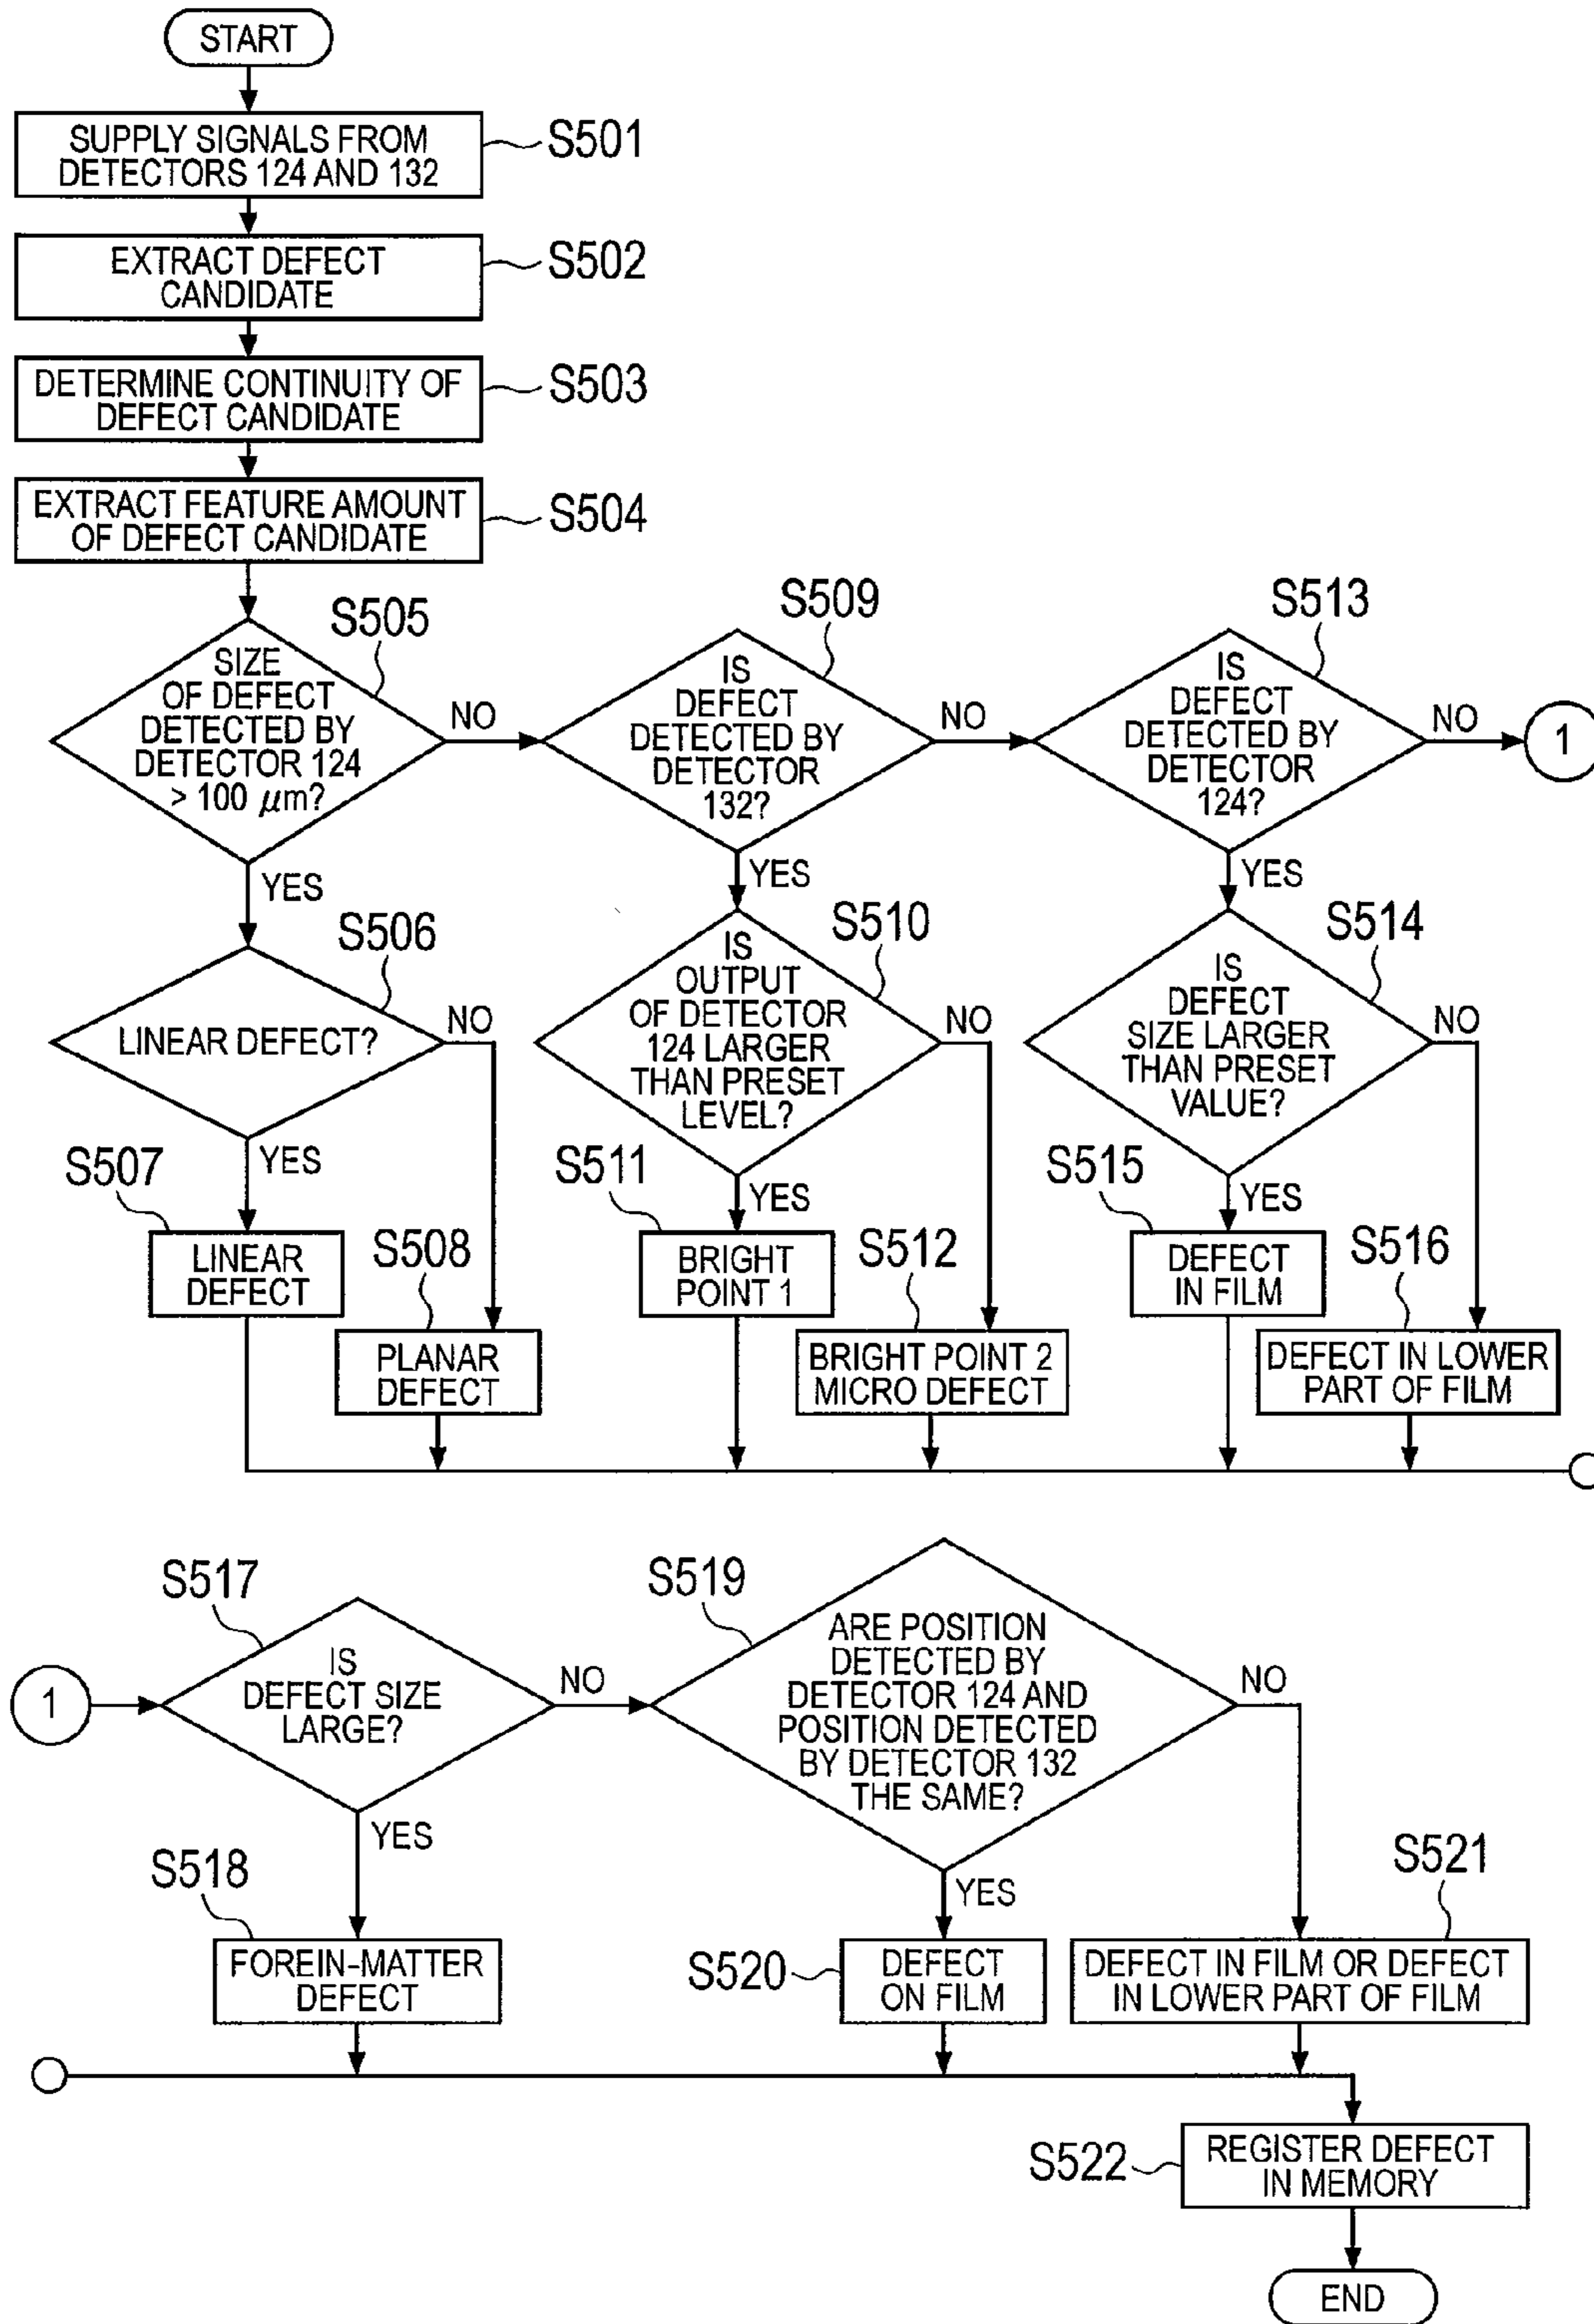 START
SUPPLY SIGNALS FROM
DETECTORS 124 AND 132
S501
EXTRACT DEFECT
CANDIDATE
S502
DETERMINE CONTINUITY OF
DEFECT CANDIDATE
S503
EXTRACT FEATURE AMOUNT
OF DEFECT CANDIDATE
S504
S505
SIZE
OF DEFECT
DETECTED BY
DETECTOR 124
> 100 μm?
NO
YES
S509
IS
DEFECT
DETECTED BY
DETECTOR
132?
NO
YES
S513
IS
DEFECT
DETECTED BY
DETECTOR
124?
NO
1
YES
S506
LINEAR DEFECT?
NO
YES
S510
IS
OUTPUT
OF DETECTOR
124 LARGER
THAN PRESET
LEVEL?
NO
YES
S514
IS
DEFECT
SIZE LARGER
THAN PRESET
VALUE?
NO
YES
S507
LINEAR
DEFECT
S508
PLANAR
DEFECT
S511
BRIGHT
POINT 1
S512
BRIGHT POINT 2
MICRO DEFECT
S515
DEFECT
IN FILM
S516
DEFECT IN LOWER
PART OF FILM
1
S517
IS
DEFECT SIZE
LARGE?
NO
YES
S519
ARE POSITION
DETECTED BY
DETECTOR 124 AND
POSITION DETECTED
BY DETECTOR 132
THE SAME?
NO
YES
S518
FOREIN-MATTER
DEFECT
S520
DEFECT
ON FILM
S521
DEFECT IN FILM OR DEFECT
IN LOWER PART OF FILM
S522
REGISTER DEFECT
IN MEMORY
END